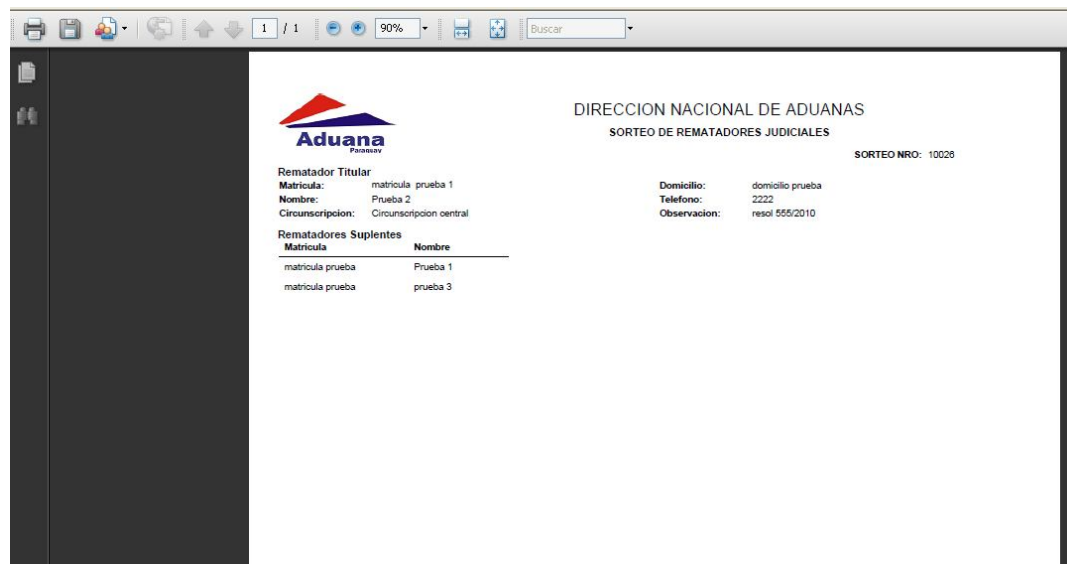 1 / 1 90% Buscar
Aduana
Paraguay
DIRECCION NACIONAL DE ADUANAS
SORTEO DE REMATADORES JUDICIALES
SORTEO NRO: 10026
Rematador Titular
Matricula: matricula prueba 1 Domicilio: domicilio prueba
Nombre: Prueba 2 Telefono: 2222
Circunscripcion: Circunscripcion central Observacion: resol 555/2010
Rematadores Suplentes
Matricula Nombre
matricula prueba Prueba 1
matricula prueba prueba 3